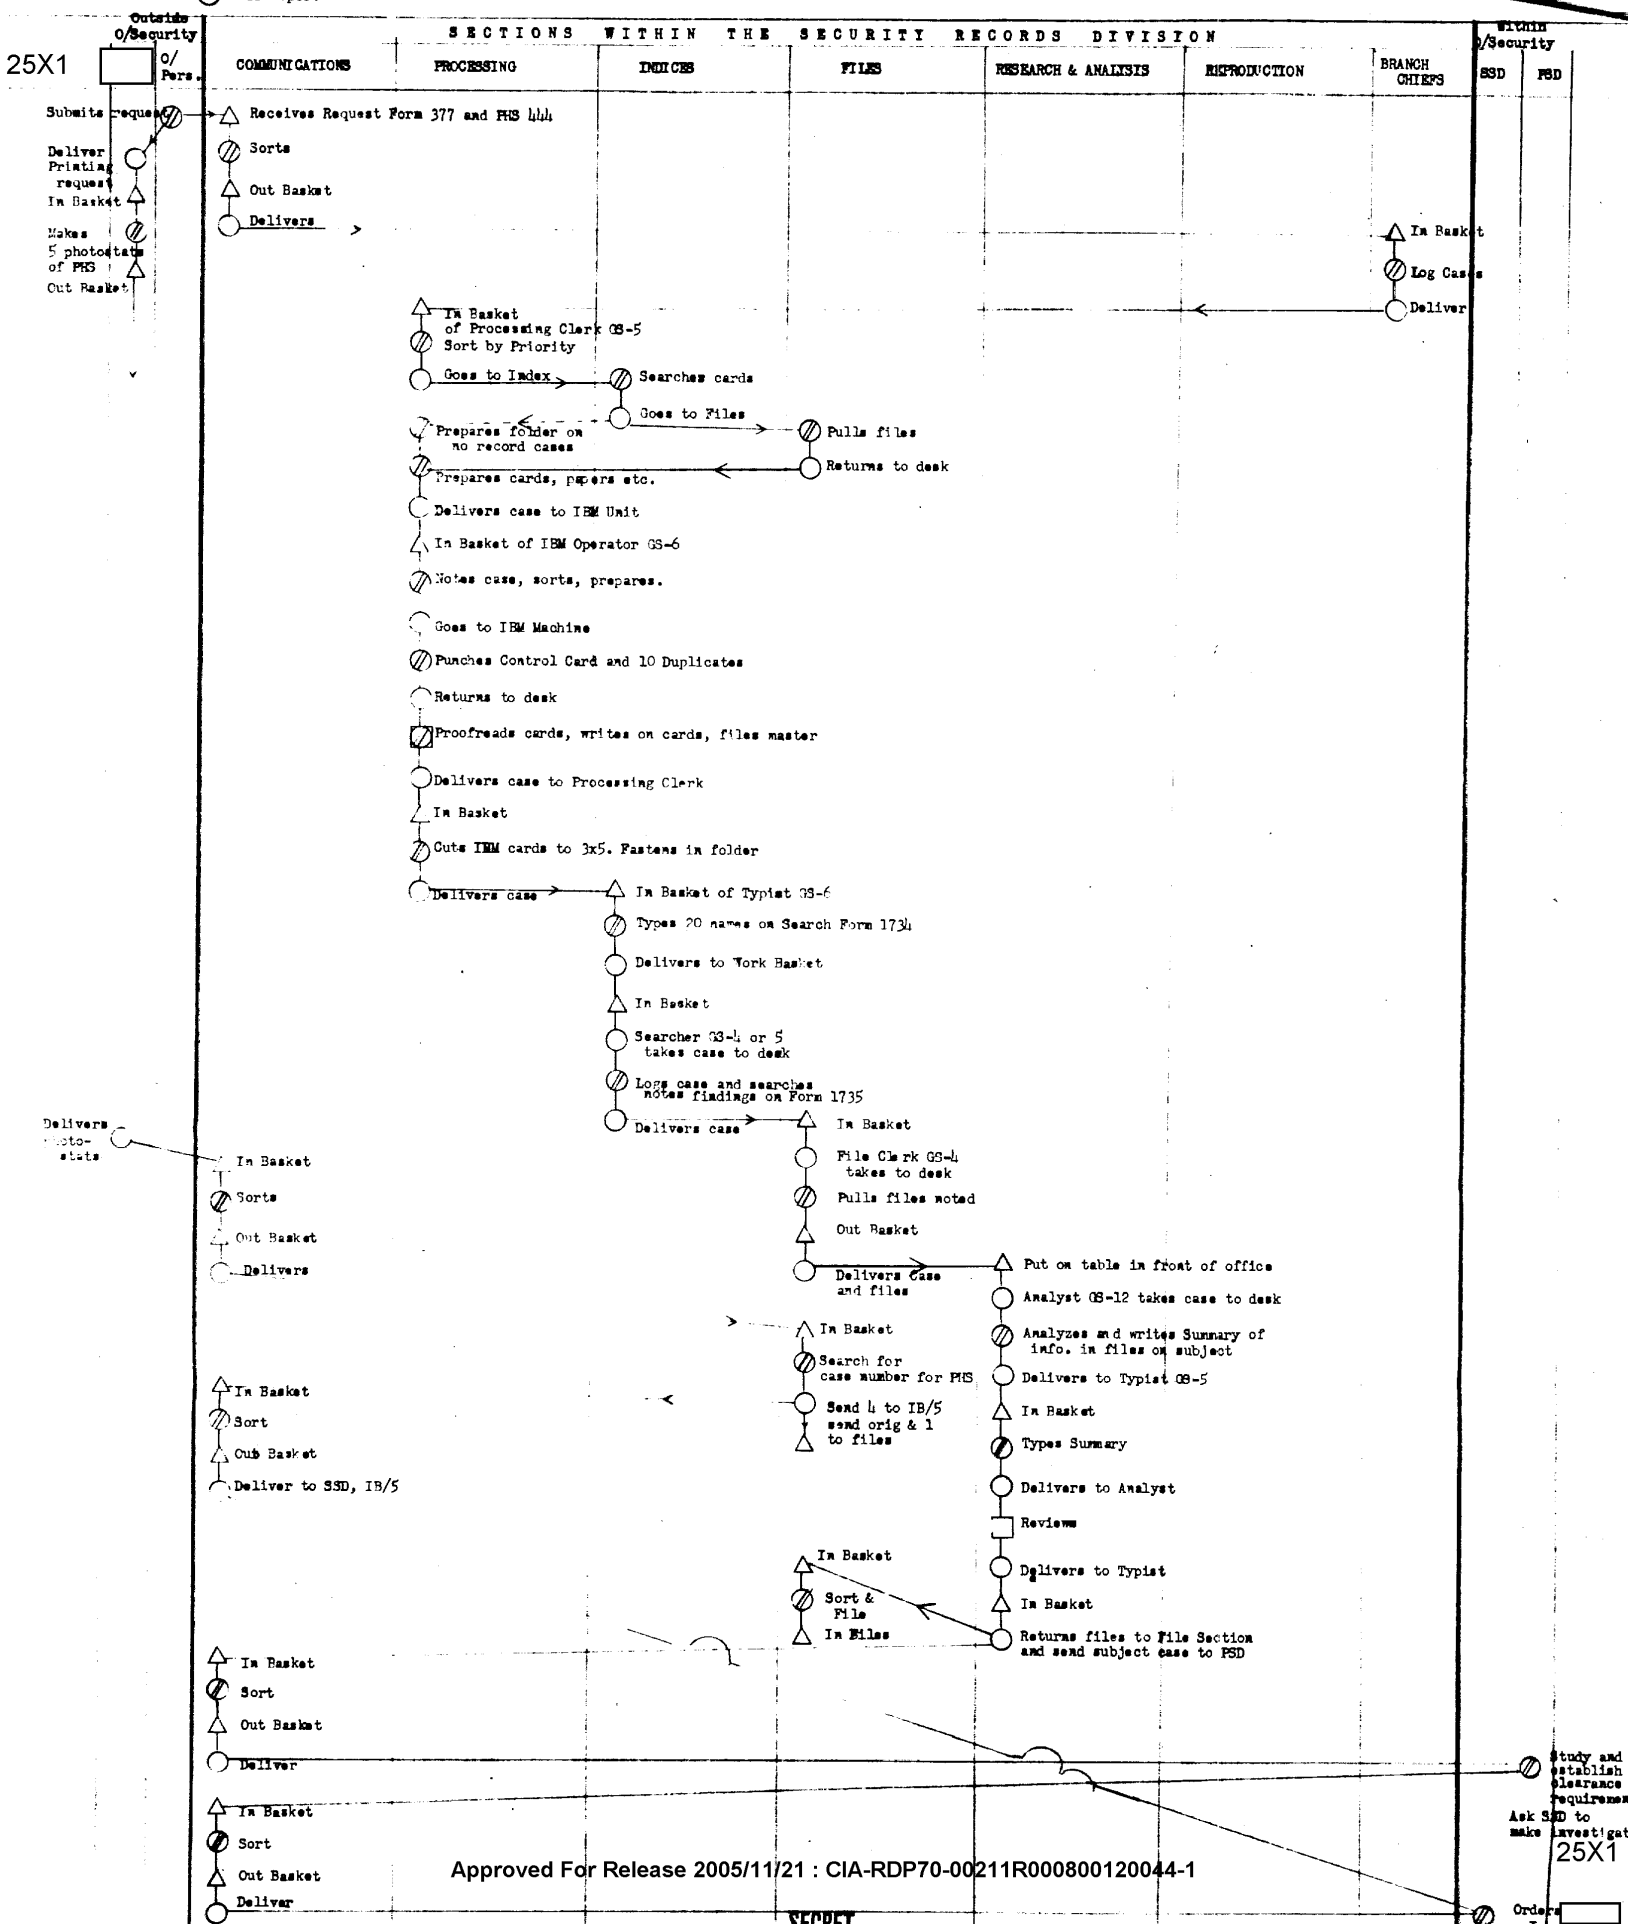 Outside
O/Security
SECTIONS WITHIN THE SECURITY RECORDS DIVISION
Within
O/Security
25X1
O/
Pers.
COMMUNICATIONS
PROCESSING
INDICES
FILES
RESEARCH & ANALYSIS
REPRODUCTION
BRANCH
CHIEFS
SSD
PSD
Submits request
Receives Request Form 377 and PHS 444
Deliver
Printing
request
In Basket
Makes
5 photostats
of PHS
Out Basket
Sorts
Out Basket
Delivers
In Basket
Log Cases
Deliver
In Basket
of Processing Clerk GS-5
Sort by Priority
Goes to Index
Searches cards
Goes to Files
Prepares folder on
no record cases
Pulls files
Returns to desk
Prepares cards, papers etc.
Delivers case to IBM Unit
In Basket of IBM Operator GS-6
Notes case, sorts, prepares.
Goes to IBM Machine
Punches Control Card and 10 Duplicates
Returns to desk
Proofreads cards, writes on cards, files master
Delivers case to Processing Clerk
In Basket
Cuts IBM cards to 3x5. Fastens in folder
Delivers case
In Basket of Typist GS-6
Types 20 names on Search Form 1734
Delivers to Work Basket
In Basket
Searcher GS-4 or 5
takes case to desk
Logs case and searches
notes findings on Form 1735
Delivers case
In Basket
File Clerk GS-4
takes to desk
Pulls files noted
Out Basket
Delivers Case
and files
Delivers
stats
In Basket
Sorts
Out Basket
Delivers
Put on table in front of office
Analyst GS-12 takes case to desk
Analyzes and writes Summary of
info. in files on subject
Delivers to Typist GS-5
In Basket
Types Summary
Delivers to Analyst
Reviews
Delivers to Typist
In Basket
Returns files to File Section
and send subject case to PSD
In Basket
Search for
case number for PHS
Send 4 to IB/5
send orig & 1
to files
In Basket
Sort
Out Basket
Deliver to SSD, IB/5
In Basket
Sort &
File
In Files
In Basket
Sort
Out Basket
Deliver
Study and
establish
clearance
requiremen
Ask SSD to
make investigat
25X1
In Basket
Sort
Out Basket
Deliver
Approved For Release 2005/11/21 : CIA-RDP70-00211R000800120044-1
SECRET
Orders